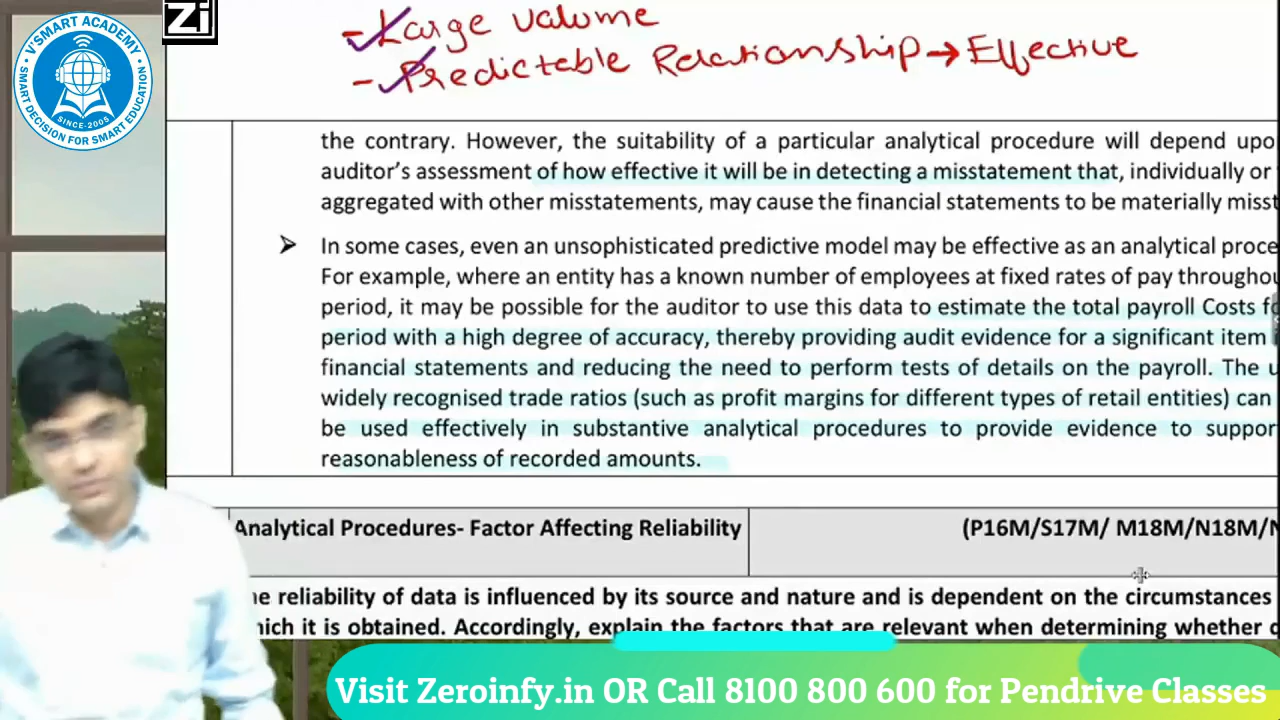 V'SMART ACADEMY
SINCE-2005
SMART DECISION FOR SMART EDUCATION
Zi
- Large Volume
- Predictable Relationship → Effective
the contrary. However, the suitability of a particular analytical procedure will depend upo
auditor's assessment of how effective it will be in detecting a misstatement that, individually or
aggregated with other misstatements, may cause the financial statements to be materially misst
➤ In some cases, even an unsophisticated predictive model may be effective as an analytical proce
For example, where an entity has a known number of employees at fixed rates of pay throughou
period, it may be possible for the auditor to use this data to estimate the total payroll Costs fo
period with a high degree of accuracy, thereby providing audit evidence for a significant item i
financial statements and reducing the need to perform tests of details on the payroll. The u
widely recognised trade ratios (such as profit margins for different types of retail entities) can
be used effectively in substantive analytical procedures to provide evidence to suppor
reasonableness of recorded amounts.
Analytical Procedures- Factor Affecting Reliability (P16M/S17M/ M18M/N18M/N
he reliability of data is influenced by its source and nature and is dependent on the circumstances
hich it is obtained. Accordingly, explain the factors that are relevant when determining whether
Visit Zeroinfy.in OR Call 8100 800 600 for Pendrive Classes